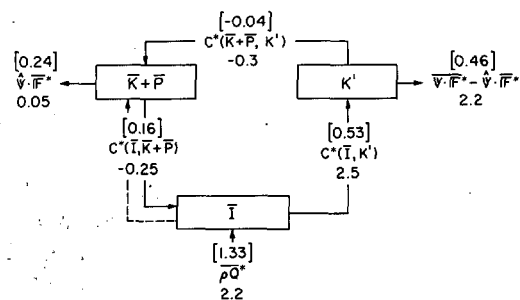 [-0.04]
C*(K̄+P̄, K')
-0.3
[0.24]
𝕍̂·𝔽̄*
0.05
K̄+P̄
K'
[0.46]
𝕍·𝔽̄* - 𝕍̂·𝔽̄*
2.2
[0.16]
C*(Ī,K̄+P̄)
-0.25
[0.53]
C*(Ī,K')
2.5
Ī
[1.33]
ρQ̄*
2.2